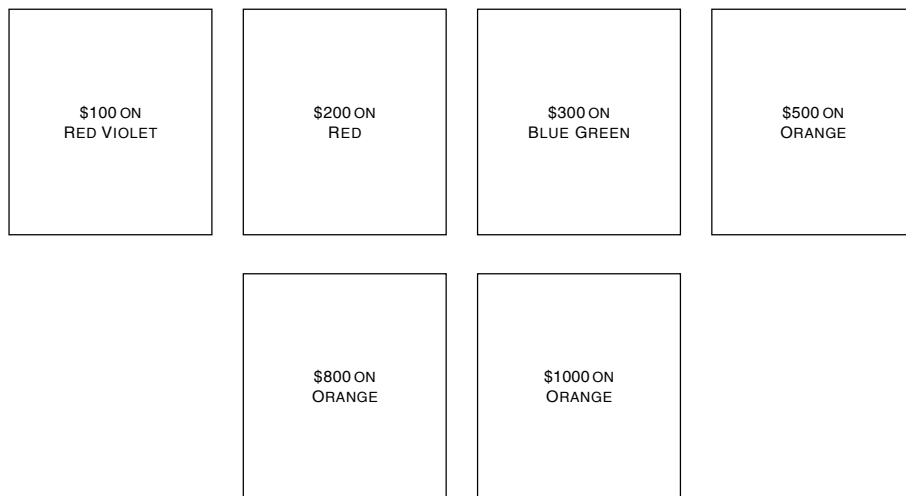 $100 ON
RED VIOLET
$200 ON
RED
$300 ON
BLUE GREEN
$500 ON
ORANGE
$800 ON
ORANGE
$1000 ON
ORANGE